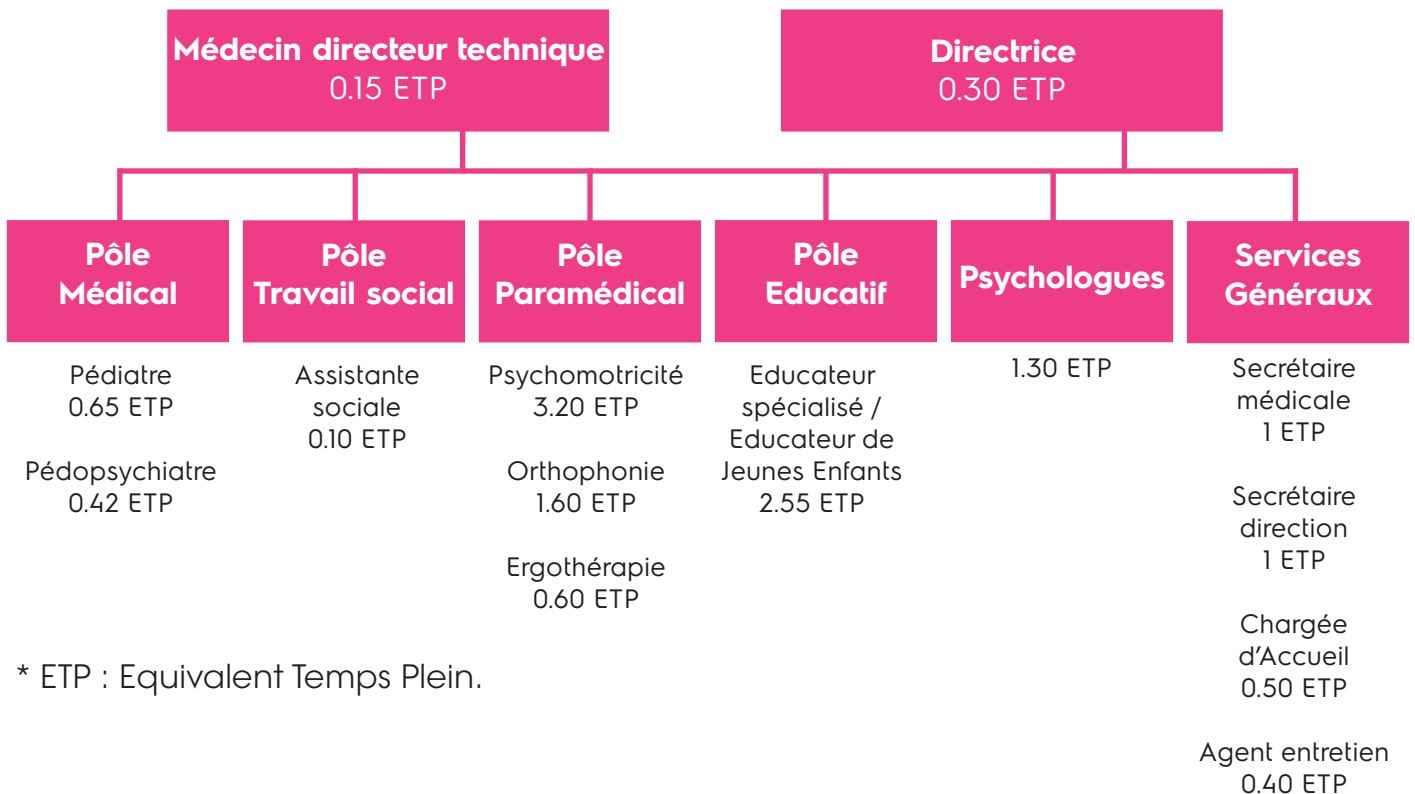 Médecin directeur technique
0.15 ETP
Directrice
0.30 ETP
Pôle
Médical
Pédiatre
0.65 ETP
Pédopsychiatre
0.42 ETP
Pôle
Travail social
Assistante
sociale
0.10 ETP
Pôle
Paramédical
Psychomotricité
3.20 ETP
Orthophonie
1.60 ETP
Ergothérapie
0.60 ETP
Pôle
Educatif
Educateur
spécialisé /
Educateur de
Jeunes Enfants
2.55 ETP
Psychologues
1.30 ETP
Services
Généraux
Secrétaire
médicale
1 ETP
Secrétaire
direction
1 ETP
Chargée
d'Accueil
0.50 ETP
Agent entretien
0.40 ETP
* ETP : Equivalent Temps Plein.